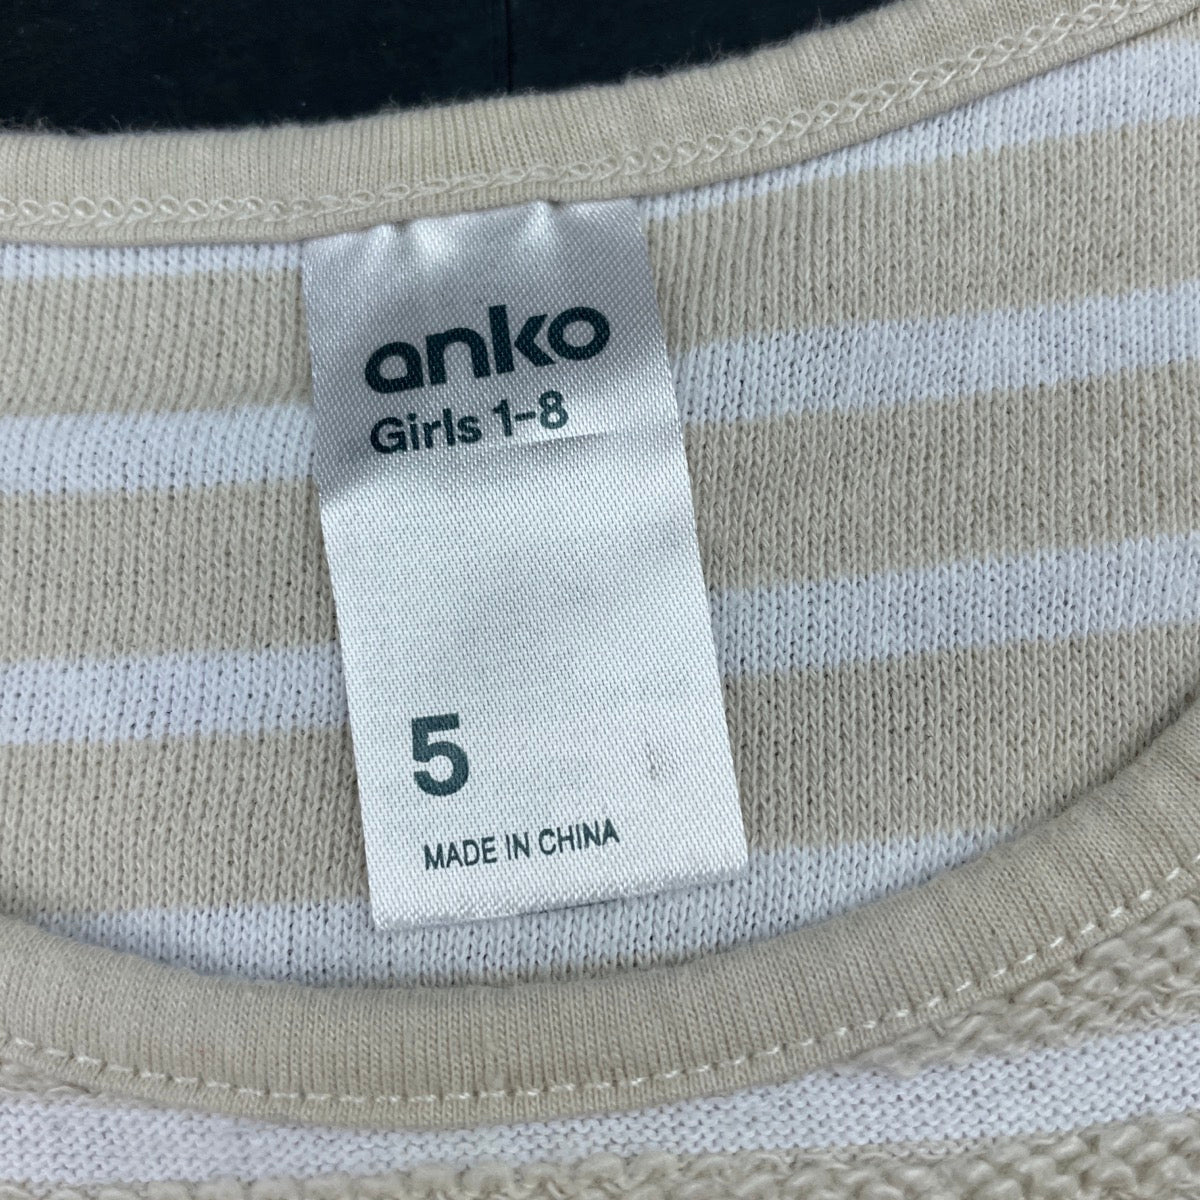 anko
Girls 1-8
5
MADE IN CHINA